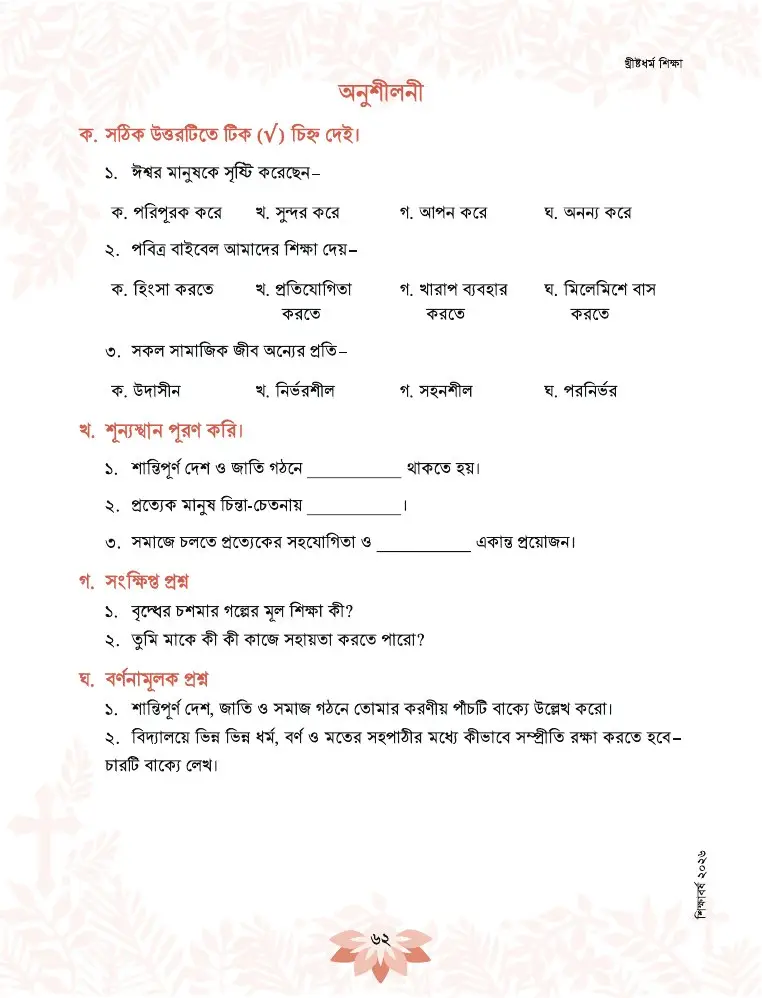 খ্রীষ্টধর্ম শিক্ষা
অনুশীলনী
ক. সঠিক উত্তরটিতে টিক (√) চিহ্ন দেই।
১. ঈশ্বর মানুষকে সৃষ্টি করেছেন–
ক. পরিপূরক করে খ. সুন্দর করে গ. আপন করে ঘ. অনন্য করে
২. পবিত্র বাইবেল আমাদের শিক্ষা দেয়–
ক. হিংসা করতে খ. প্রতিযোগিতা গ. খারাপ ব্যবহার ঘ. মিলেমিশে বাস
করতে করতে করতে
৩. সকল সামাজিক জীব অন্যের প্রতি–
ক. উদাসীন খ. নির্ভরশীল গ. সহনশীল ঘ. পরনির্ভর
খ. শূন্যস্থান পূরণ করি।
১. শান্তিপূর্ণ দেশ ও জাতি গঠনে __________ থাকতে হয়।
২. প্রত্যেক মানুষ চিন্তা-চেতনায় __________।
৩. সমাজে চলতে প্রত্যেকের সহযোগিতা ও __________ একান্ত প্রয়োজন।
গ. সংক্ষিপ্ত প্রশ্ন
১. বৃদ্ধের চশমার গল্পের মূল শিক্ষা কী?
২. তুমি মাকে কী কী কাজে সহায়তা করতে পারো?
ঘ. বর্ণনামূলক প্রশ্ন
১. শান্তিপূর্ণ দেশ, জাতি ও সমাজ গঠনে তোমার করণীয় পাঁচটি বাক্যে উল্লেখ করো।
২. বিদ্যালয়ে ভিন্ন ভিন্ন ধর্ম, বর্ণ ও মতের সহপাঠীর মধ্যে কীভাবে সম্প্রীতি রক্ষা করতে হবে–
চারটি বাক্যে লেখ।
শিক্ষাবর্ষ ২০২৬
৬২